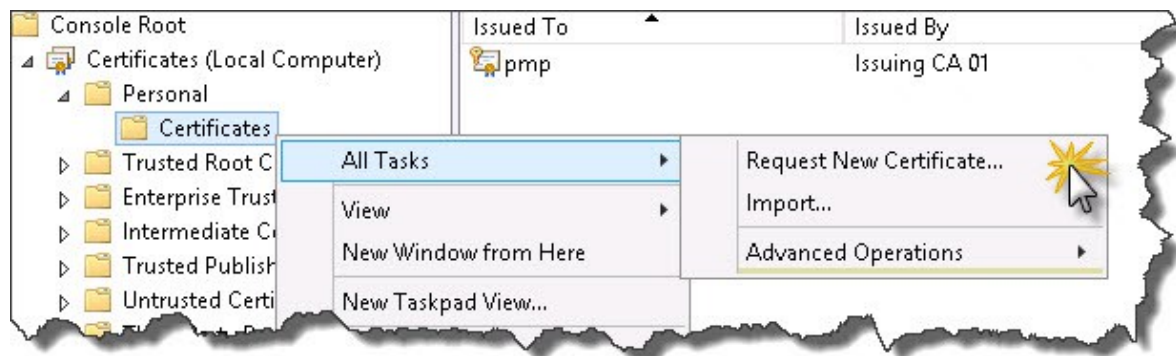 Console Root
Issued To
Issued By
Certificates (Local Computer)
pmp
Issuing CA 01
Personal
Certificates
Trusted Root C
All Tasks
Request New Certificate...
Enterprise Trust
Import...
View
Intermediate C
New Window from Here
Advanced Operations
Trusted Publish
Untrusted Certi
New Taskpad View...